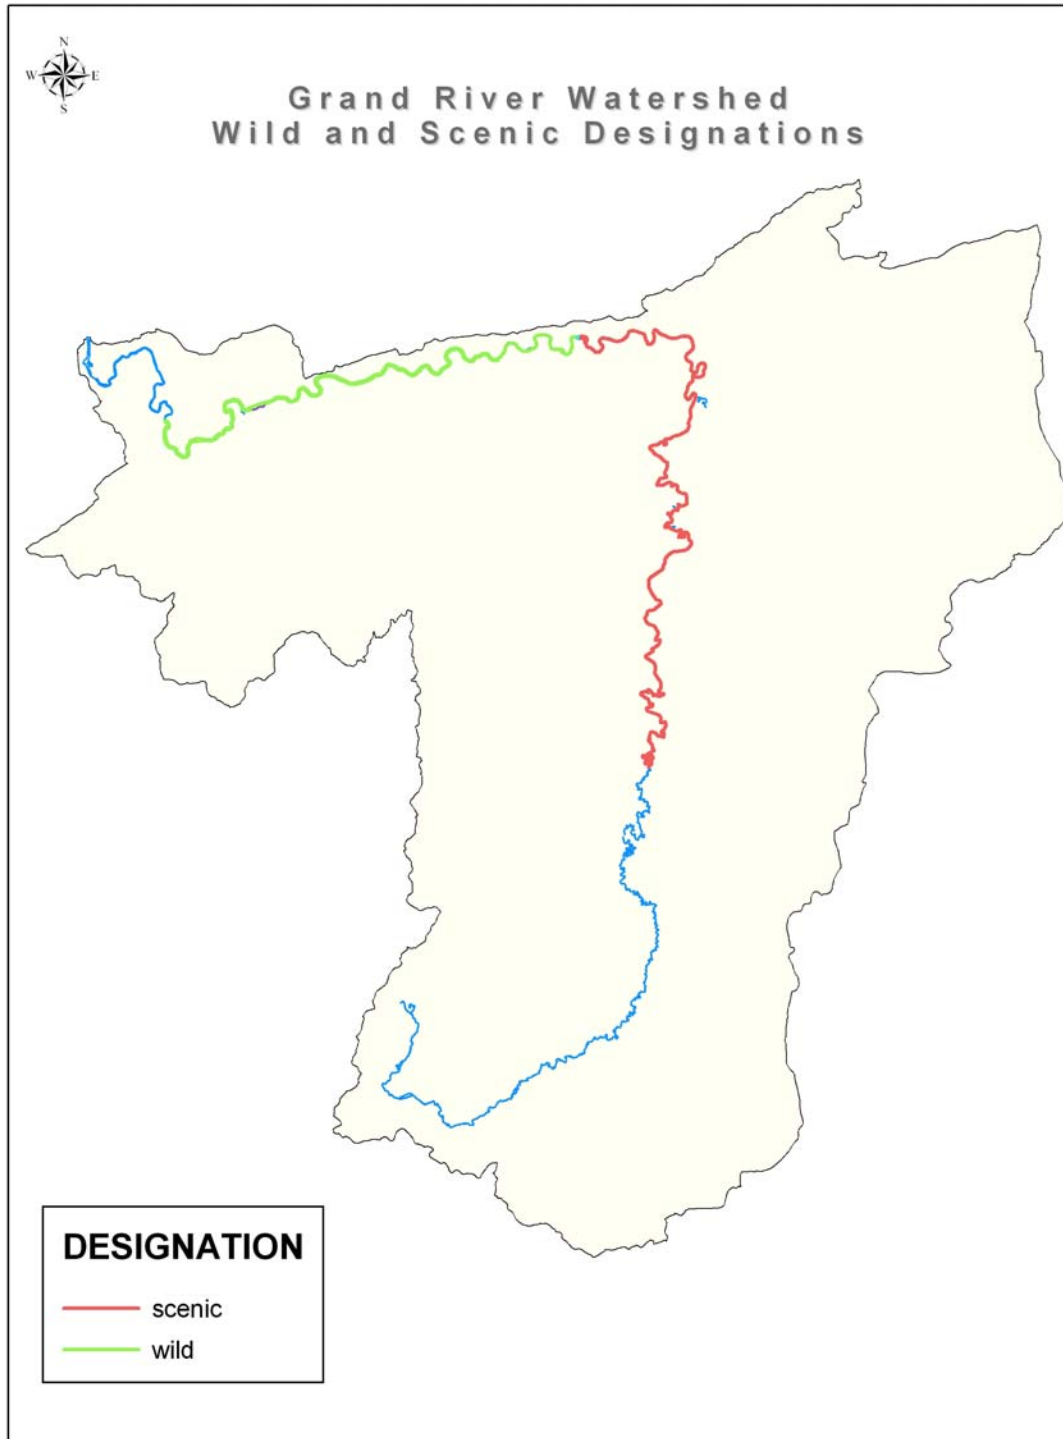 N
W E
S
Grand River Watershed
Wild and Scenic Designations
DESIGNATION
scenic
wild